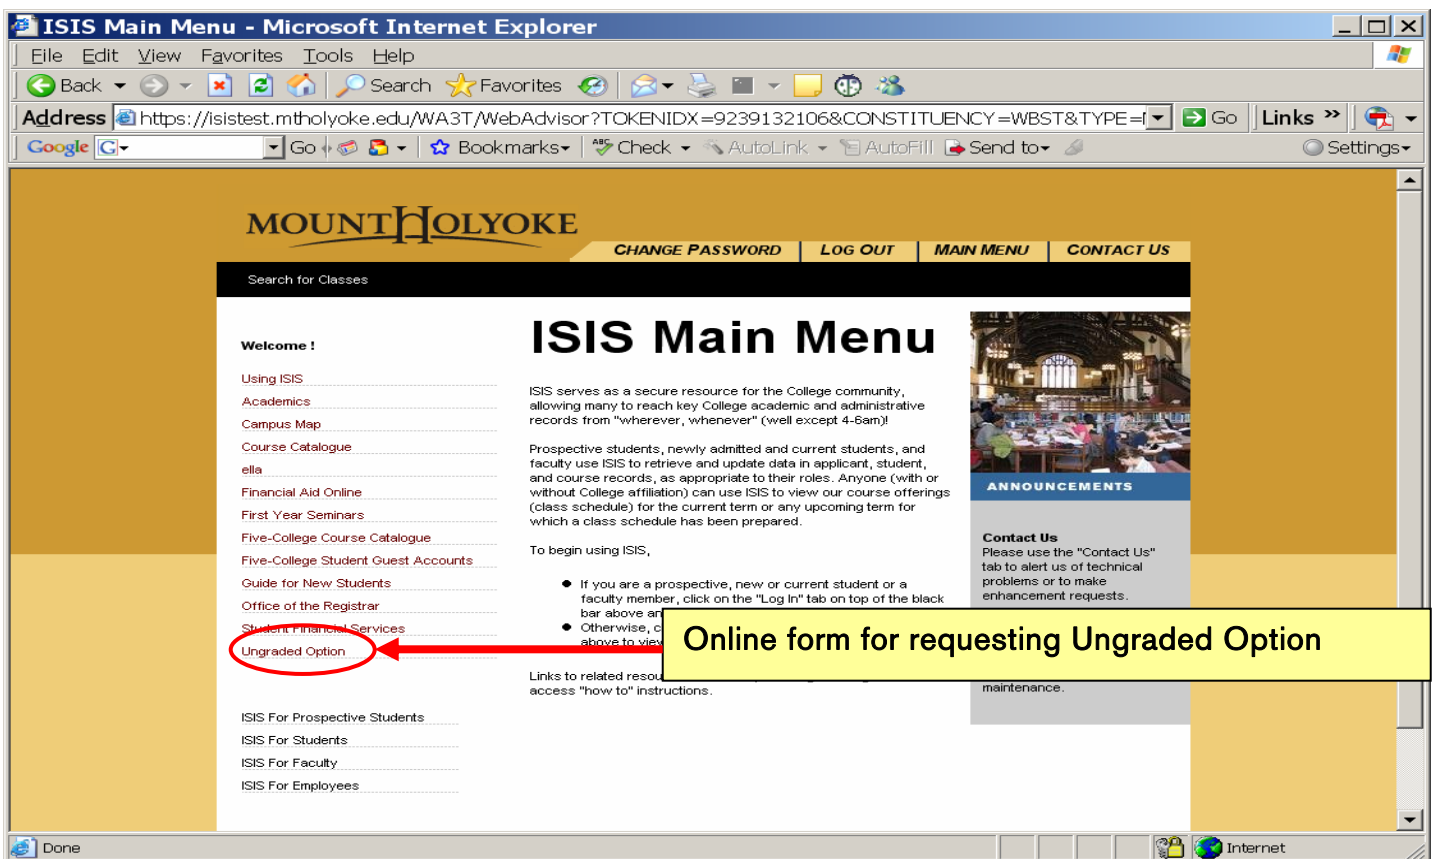 ISIS Main Menu - Microsoft Internet Explorer
File Edit View Favorites Tools Help
Back Search Favorites
Address https://isistest.mtholyoke.edu/WA3T/WebAdvisor?TOKENIDX=9239132106&CONSTITUENCY=WBST&TYPE= Go Links »
Google G Go Bookmarks Check AutoLink AutoFill Send to Settings
MOUNT HOLYOKE
CHANGE PASSWORD LOG OUT MAIN MENU CONTACT US
Search for Classes
Welcome !
Using ISIS
Academics
Campus Map
Course Catalogue
ella
Financial Aid Online
First Year Seminars
Five-College Course Catalogue
Five-College Student Guest Accounts
Guide for New Students
Office of the Registrar
Student Financial Services
Ungraded Option
ISIS For Prospective Students
ISIS For Students
ISIS For Faculty
ISIS For Employees
ISIS Main Menu
ISIS serves as a secure resource for the College community,
allowing many to reach key College academic and administrative
records from "wherever, whenever" (well except 4-6am)!
Prospective students, newly admitted and current students, and
faculty use ISIS to retrieve and update data in applicant, student,
and course records, as appropriate to their roles. Anyone (with or
without College affiliation) can use ISIS to view our course offerings
(class schedule) for the current term or any upcoming term for
which a class schedule has been prepared.
To begin using ISIS,
● If you are a prospective, new or current student or a
faculty member, click on the "Log In" tab on top of the black
bar above
● Otherwise,
above to view
Links to related
access "how to" instructions.
ANNOUNCEMENTS
Contact Us
Please use the "Contact Us"
tab to alert us of technical
problems or to make
enhancement requests.
maintenance.
Online form for requesting Ungraded Option
Done Internet